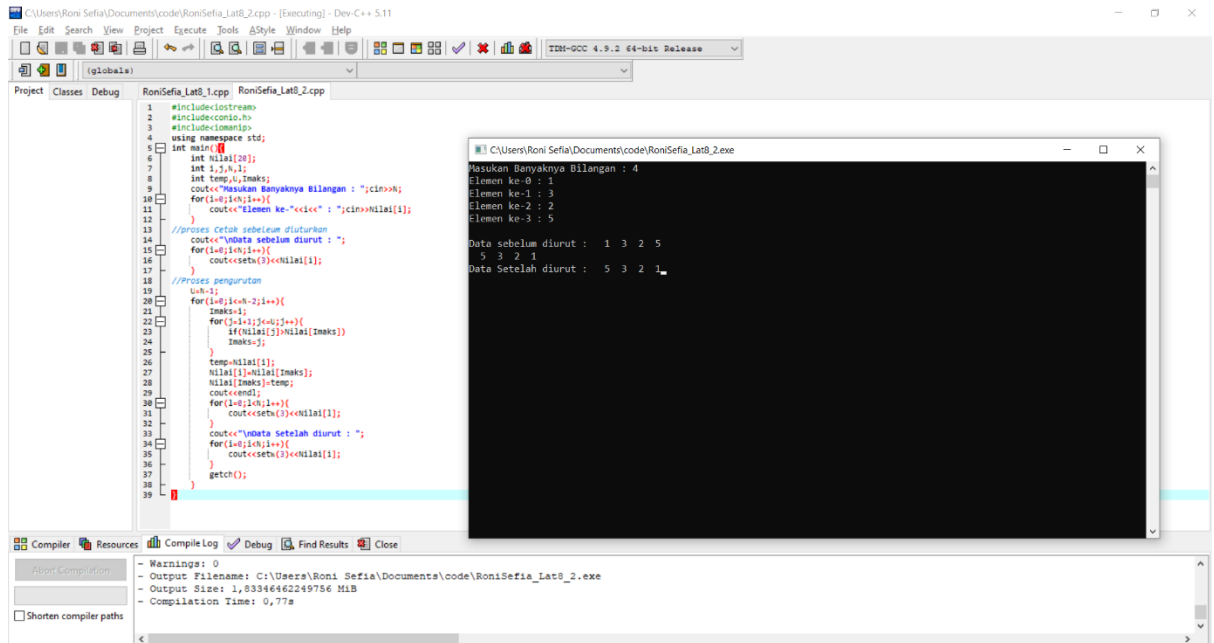 C:\Users\Roni Sefia\Documents\code\RoniSefia_Lat8_2.cpp - [Executing] - Dev-C++ 5.11
File Edit Search View Project Execute Tools AStyle Window Help
TDM-GCC 4.9.2 64-bit Release
(globals)
Project Classes Debug
RoniSefia_Lat8_1.cpp RoniSefia_Lat8_2.cpp
1 #include<iostream>
2 #include<conio.h>
3 #include<iomanip>
4 using namespace std;
5 int main(){
6 int Nilai[20];
7 int i,j,N,l;
8 int temp,U,Imaks;
9 cout<<"Masukan Banyaknya Bilangan : ";cin>>N;
10 for(i=0;i<N;i++){
11 cout<<"Elemen ke-"<<i<<" : ";cin>>Nilai[i];
12 }
13 //proses Cetak sebeleum diuturkan
14 cout<<"\nData sebelum diurut : ";
15 for(i=0;i<N;i++){
16 cout<<setw(3)<<Nilai[i];
17 }
18 //Proses pengurutan
19 U=N-1;
20 for(i=0;i<=N-2;i++){
21 Imaks=i;
22 for(j=i+1;j<=U;j++){
23 if(Nilai[j]>Nilai[Imaks])
24 Imaks=j;
25 }
26 temp=Nilai[i];
27 Nilai[i]=Nilai[Imaks];
28 Nilai[Imaks]=temp;
29 cout<<endl;
30 for(l=0;l<N;l++){
31 cout<<setw(3)<<Nilai[l];
32 }
33 cout<<"\nData Setelah diurut : ";
34 for(i=0;i<N;i++){
35 cout<<setw(3)<<Nilai[i];
36 }
37 getch();
38 }
39 }
C:\Users\Roni Sefia\Documents\code\RoniSefia_Lat8_2.exe
Masukan Banyaknya Bilangan : 4
Elemen ke-0 : 1
Elemen ke-1 : 3
Elemen ke-2 : 2
Elemen ke-3 : 5
Data sebelum diurut : 1 3 2 5
5 3 2 1
Data Setelah diurut : 5 3 2 1
Compiler Resources Compile Log Debug Find Results Close
Abort Compilation
Shorten compiler paths
- Warnings: 0
- Output Filename: C:\Users\Roni Sefia\Documents\code\RoniSefia_Lat8_2.exe
- Output Size: 1,83346462249756 MiB
- Compilation Time: 0,77s